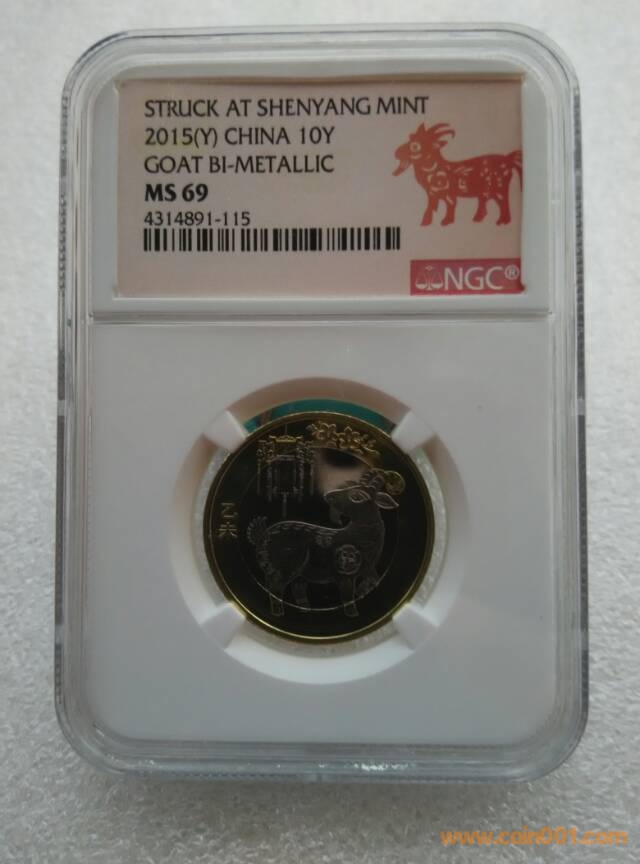 STRUCK AT SHENYANG MINT
2015(Y) CHINA 10Y
GOAT BI-METALLIC
MS 69
4314891-115
NGC®
乙未
www.coin001.com